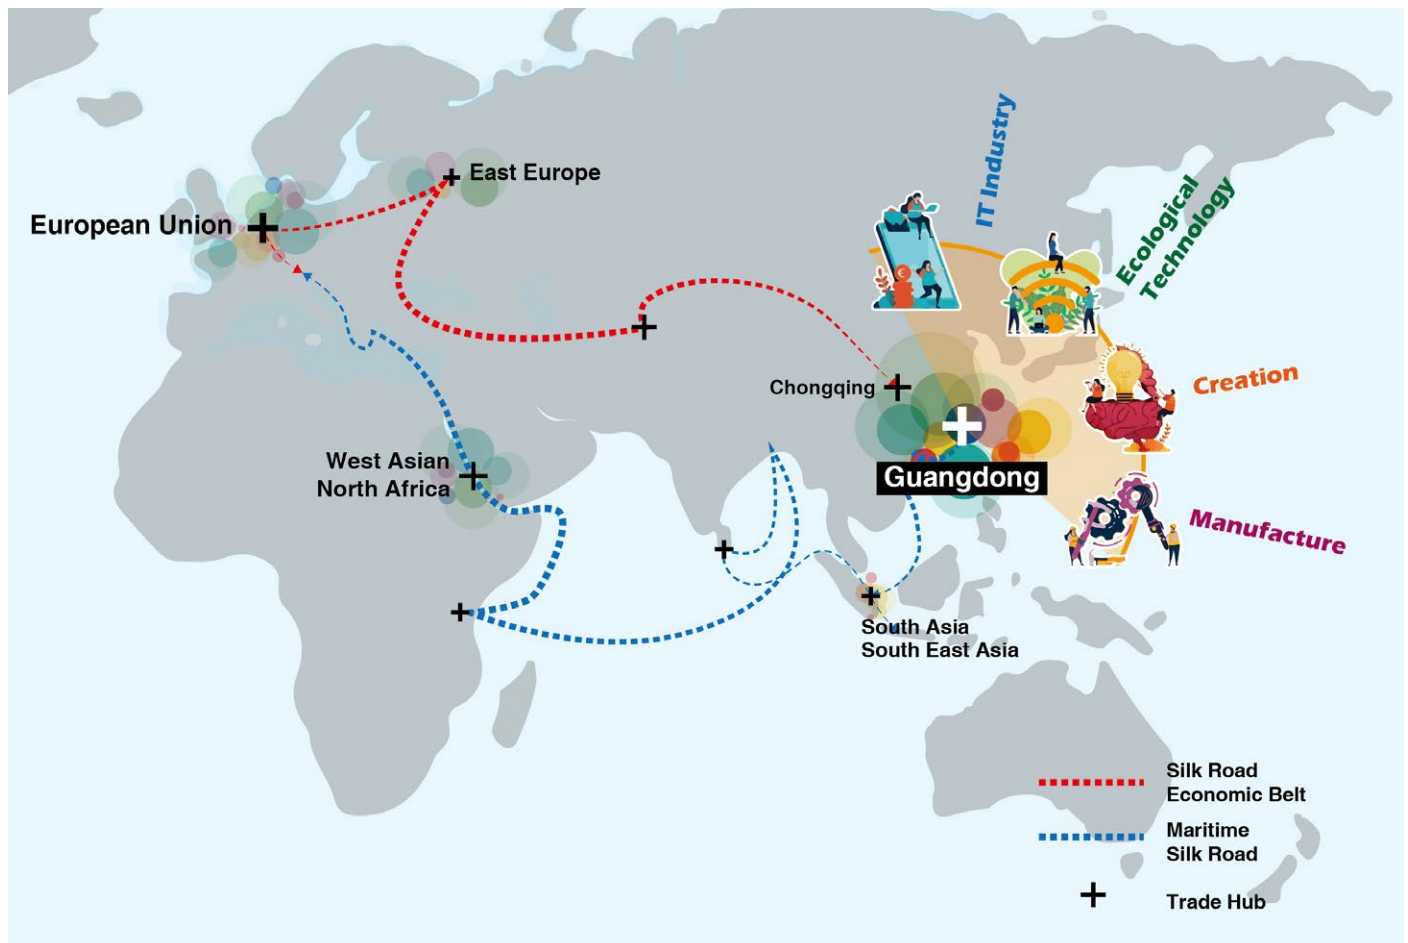 IT Industry
Ecological
Technology
East Europe
European Union
Creation
Chongqing
West Asian
North Africa
Guangdong
Manufacture
South Asia
South East Asia
Silk Road
Economic Belt
Maritime
Silk Road
Trade Hub